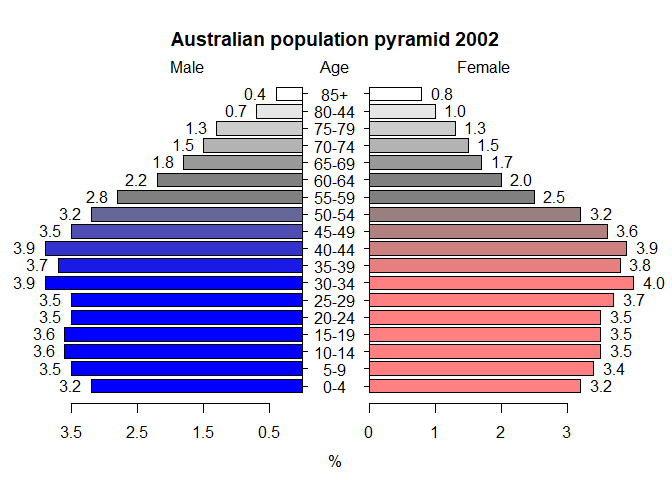 Australian population pyramid 2002
Male Age Female
0.4 85+ 0.8
0.7 80-44 1.0
1.3 75-79 1.3
1.5 70-74 1.5
1.8 65-69 1.7
2.2 60-64 2.0
2.8 55-59 2.5
3.2 50-54 3.2
3.5 45-49 3.6
3.9 40-44 3.9
3.7 35-39 3.8
3.9 30-34 4.0
3.5 25-29 3.7
3.5 20-24 3.5
3.6 15-19 3.5
3.6 10-14 3.5
3.5 5-9 3.4
3.2 0-4 3.2
3.5 2.5 1.5 0.5 0 1 2 3
%